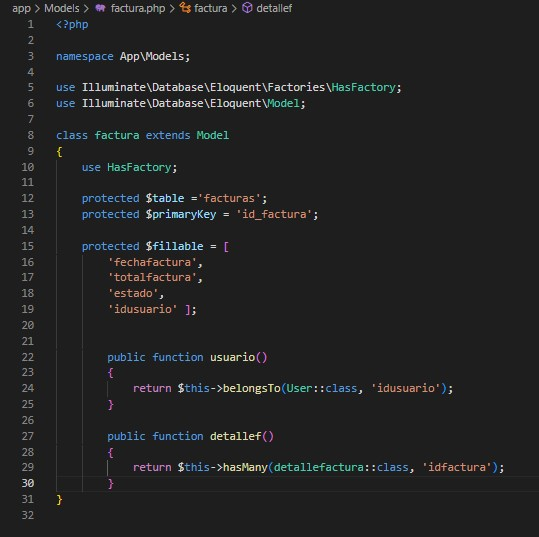 app > Models > factura.php > factura > detallef
1 <?php
2
3 namespace App\Models;
4
5 use Illuminate\Database\Eloquent\Factories\HasFactory;
6 use Illuminate\Database\Eloquent\Model;
7
8 class factura extends Model
9 {
10 use HasFactory;
11
12 protected $table ='facturas';
13 protected $primaryKey = 'id_factura';
14
15 protected $fillable = [
16 'fechafactura',
17 'totalfactura',
18 'estado',
19 'idusuario' ];
20
21
22 public function usuario()
23 {
24 return $this->belongsTo(User::class, 'idusuario');
25 }
26
27 public function detallef()
28 {
29 return $this->hasMany(detallefactura::class, 'idfactura');
30 }
31 }
32